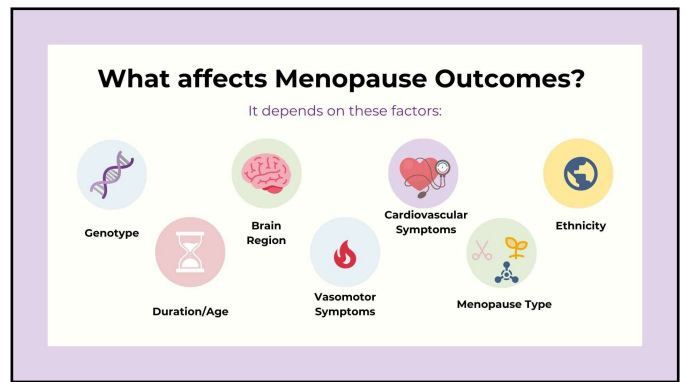 What affects Menopause Outcomes?
It depends on these factors:
Genotype
Duration/Age
Brain
Region
Vasomotor
Symptoms
Cardiovascular
Symptoms
Menopause Type
Ethnicity